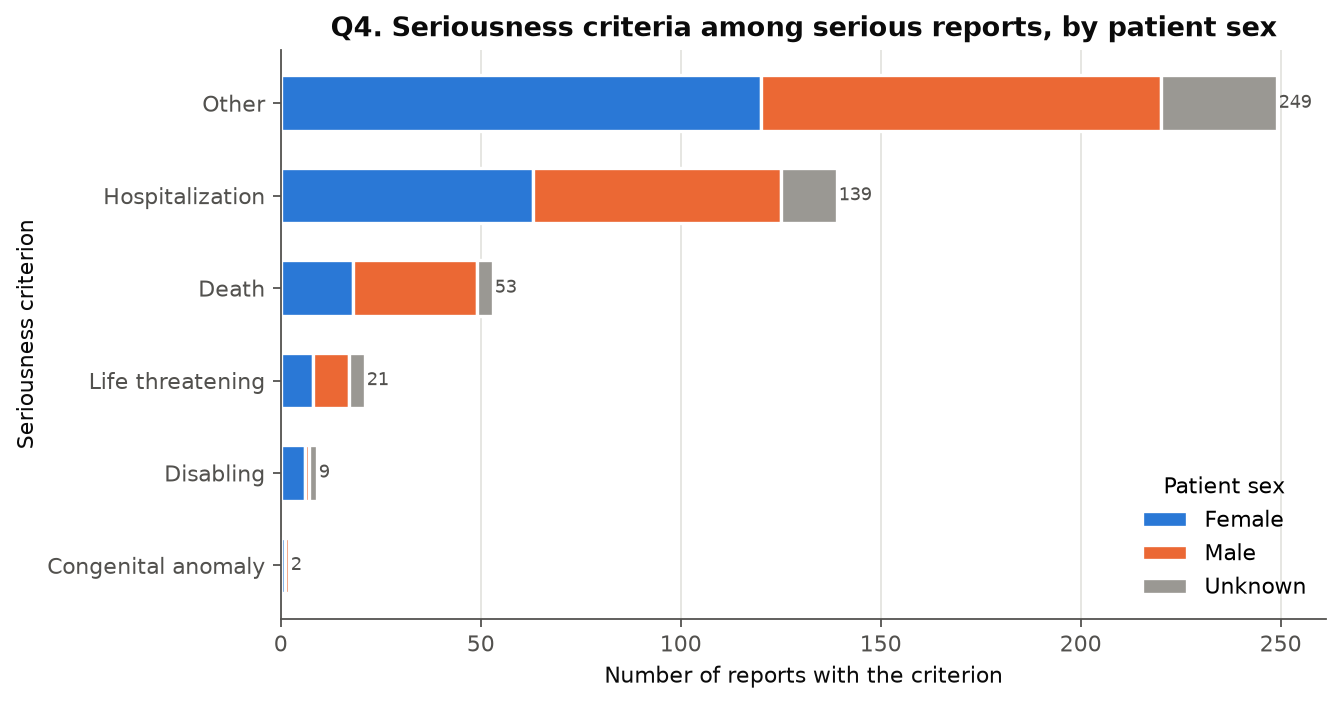 Q4. Seriousness criteria among serious reports, by patient sex
Other
249
Hospitalization
139
Death
53
Life threatening
21
Disabling
9
Congenital anomaly
2
Seriousness criterion
Patient sex
Female
Male
Unknown
0 50 100 150 200 250
Number of reports with the criterion